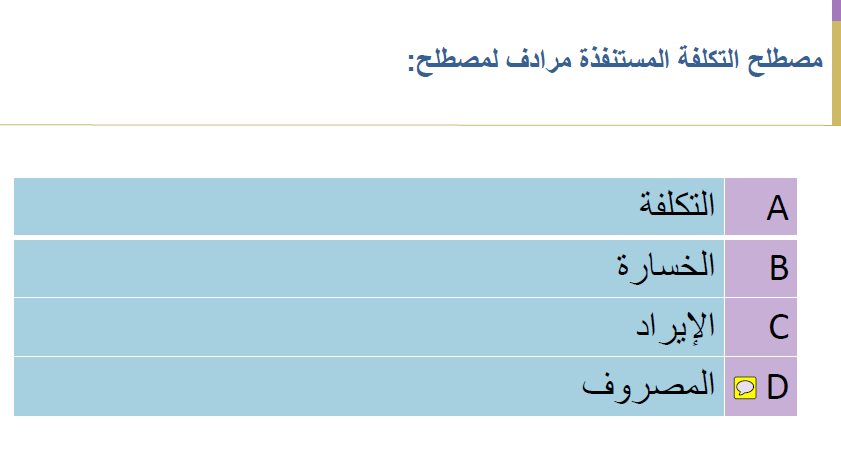 مصطلح التكلفة المستنفذة مرادف لمصطلح:
A التكلفة
B الخسارة
C الإيراد
D المصروف